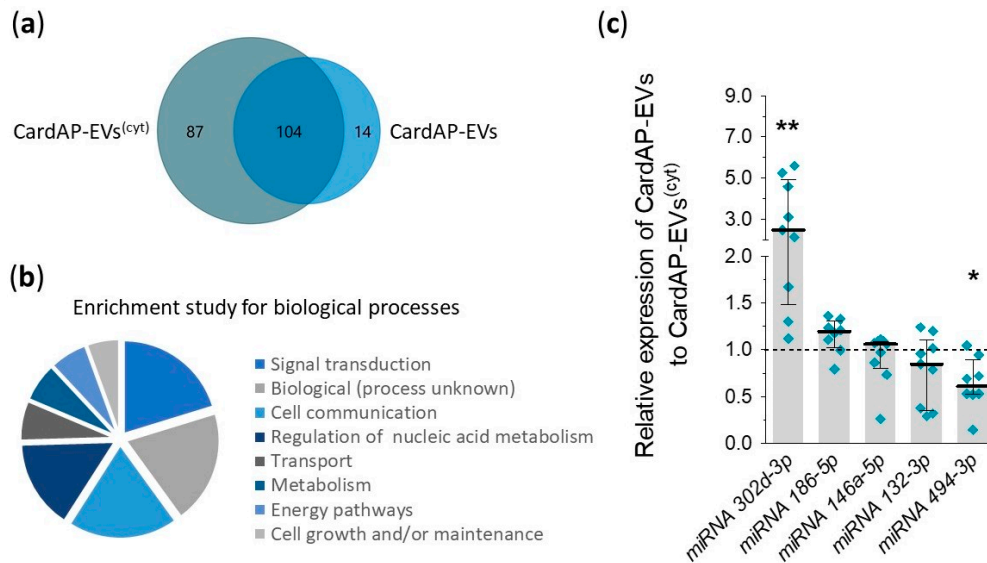 (a)
CardAP-EVs(cyt)
87
104
14
CardAP-EVs
(b)
Enrichment study for biological processes
Signal transduction
Biological (process unknown)
Cell communication
Regulation of nucleic acid metabolism
Transport
Metabolism
Energy pathways
Cell growth and/or maintenance
(c)
Relative expression of CardAP-EVs
to CardAP-EVs(cyt)
9.0
7.0
5.0
3.0
2.0
1.5
1.0
0.5
0.0
**
*
miRNA 302d-3p
miRNA 186-5p
miRNA 146a-5p
miRNA 132-3p
miRNA 494-3p